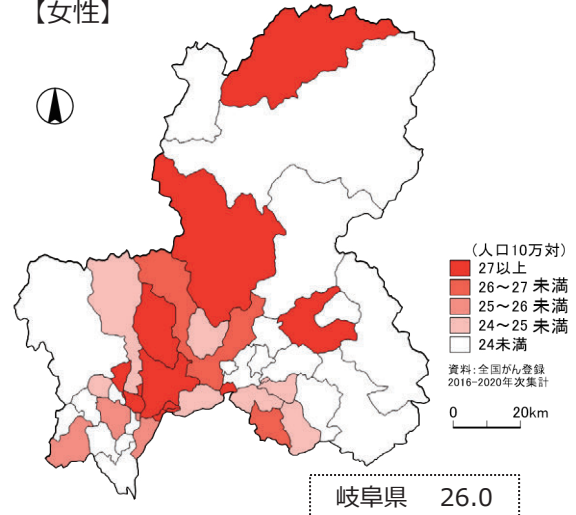 【女性】
(人口10万対)
27以上
26~27 未満
25~26 未満
24~25 未満
24未満
資料:全国がん登録
2016-2020年次集計
0 20km
岐阜県 26.0